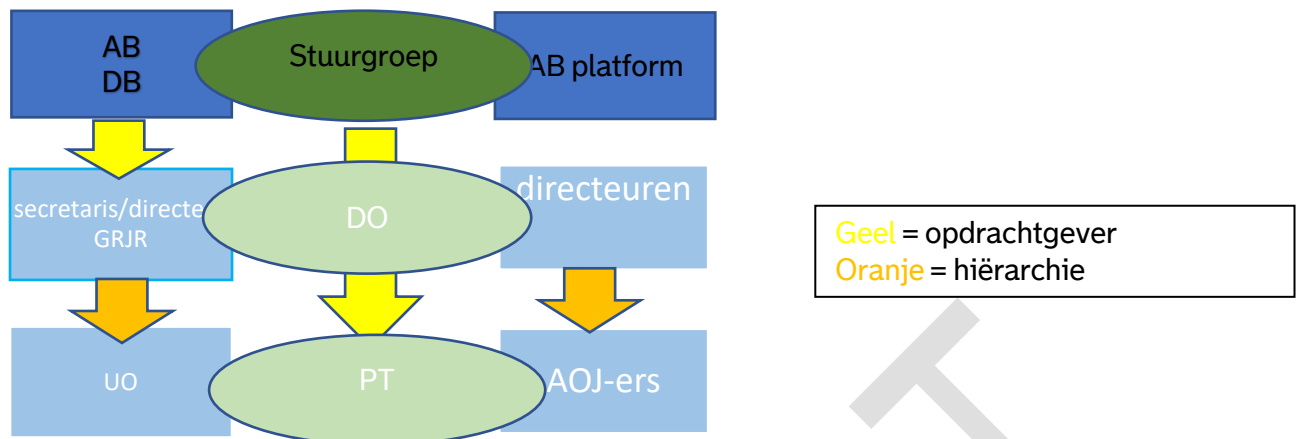 AB
DB
Stuurgroep
AB platform
secretaris/directe
GRJR
DO
directeuren
UO
PT
AOJ-ers
Geel = opdrachtgever
Oranje = hiërarchie